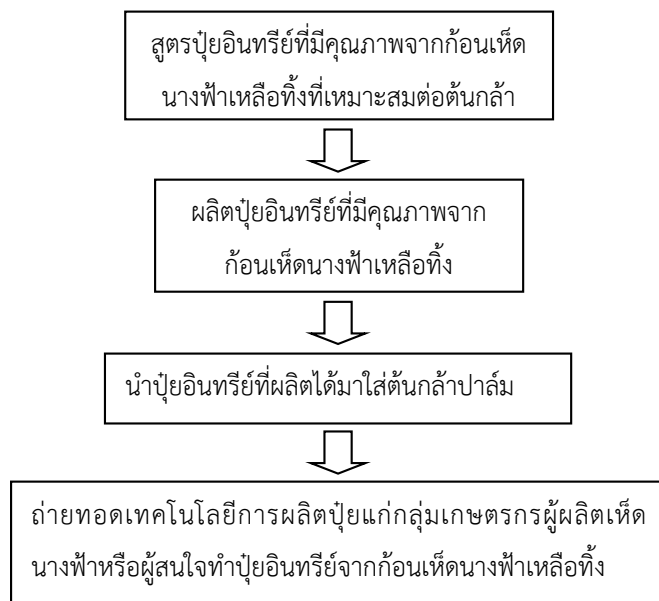 สูตรปุ๋ยอินทรีย์ที่มีคุณภาพจากก้อนเห็ด
นางฟ้าเหลือทิ้งที่เหมาะสมต่อต้นกล้า
ผลิตปุ๋ยอินทรีย์ที่มีคุณภาพจาก
ก้อนเห็ดนางฟ้าเหลือทิ้ง
นำปุ๋ยอินทรีย์ที่ผลิตได้มาใส่ต้นกล้าปาล์ม
ถ่ายทอดเทคโนโลยีการผลิตปุ๋ยแก่กลุ่มเกษตรกรผู้ผลิตเห็ด
นางฟ้าหรือผู้สนใจทำปุ๋ยอินทรีย์จากก้อนเห็ดนางฟ้าเหลือทิ้ง